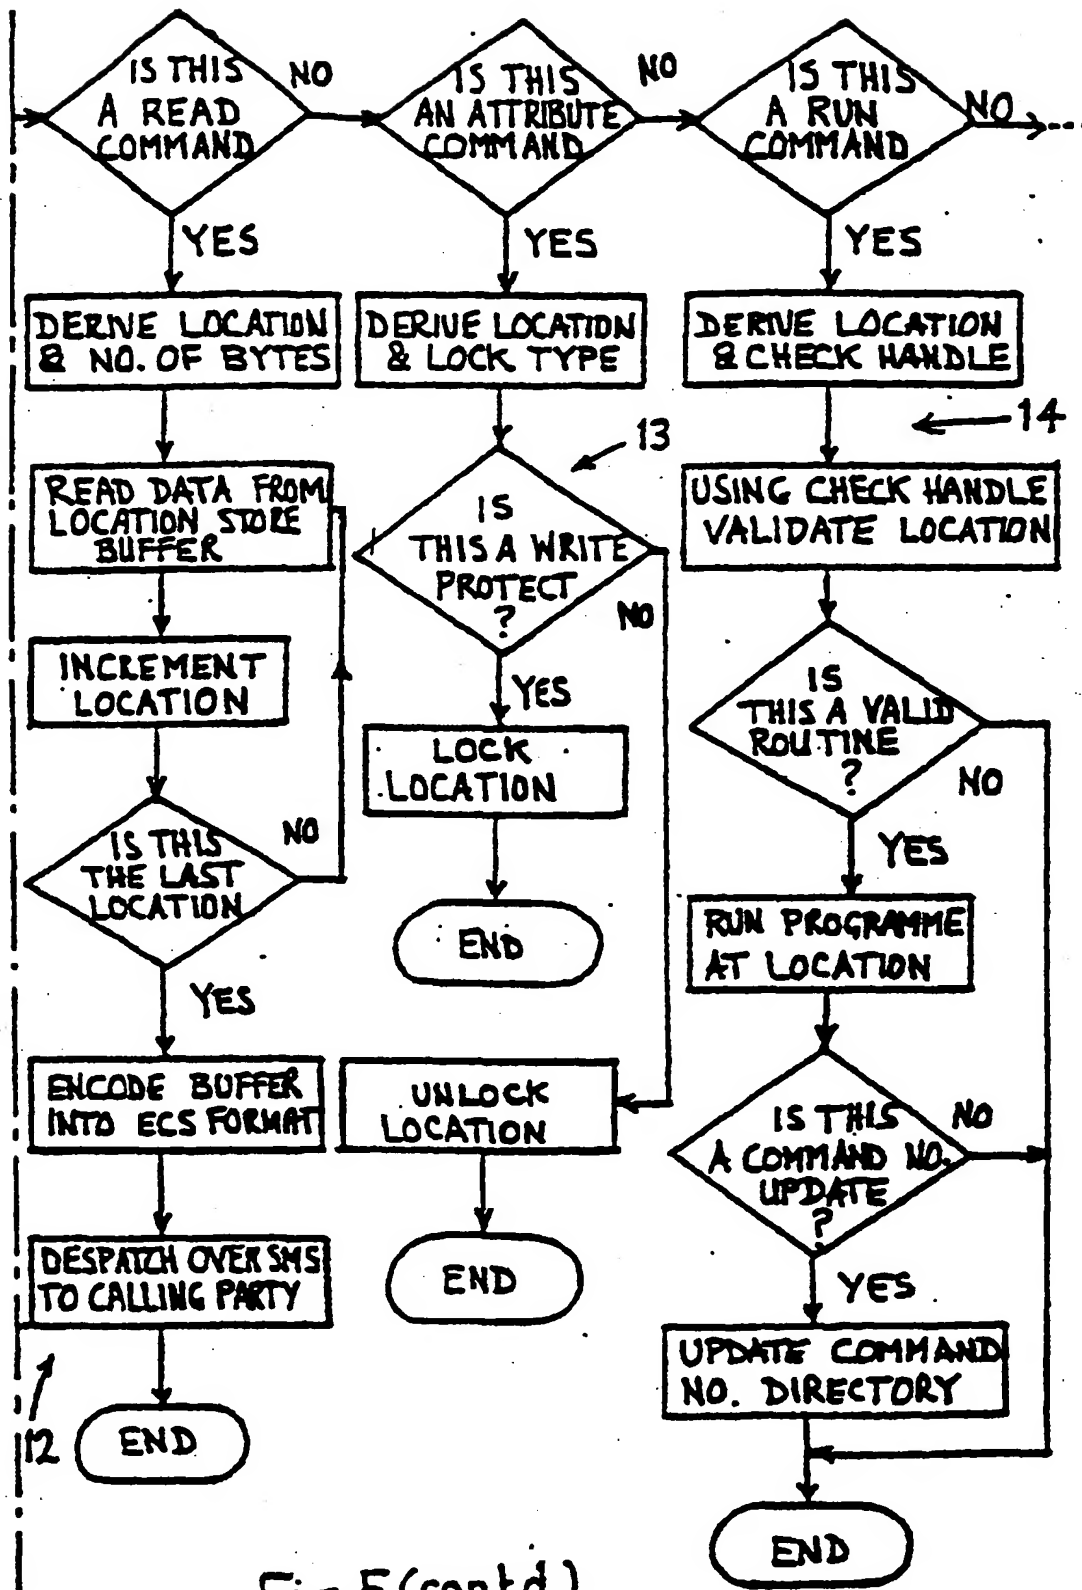 IS THIS
A READ
COMMAND
NO
IS THIS
AN ATTRIBUTE
COMMAND
NO
IS THIS
A RUN
COMMAND
NO
YES
YES
YES
DERIVE LOCATION
& NO. OF BYTES
DERIVE LOCATION
& LOCK TYPE
DERIVE LOCATION
& CHECK HANDLE
13
14
READ DATA FROM
LOCATION STORE
BUFFER
IS
THIS A WRITE
PROTECT
?
NO
USING CHECK HANDLE
VALIDATE LOCATION
INCREMENT
LOCATION
YES
LOCK
LOCATION
IS
THIS A VALID
ROUTINE
?
NO
IS THIS
THE LAST
LOCATION
NO
YES
END
RUN PROGRAMME
AT LOCATION
YES
ENCODE BUFFER
INTO ECS FORMAT
UNLOCK
LOCATION
IS THIS
A COMMAND NO.
UPDATE
?
NO
DESPATCH OVER SMS
TO CALLING PARTY
END
YES
UPDATE COMMAND
NO. DIRECTORY
12
END
END
Fig. 5 (contd.)